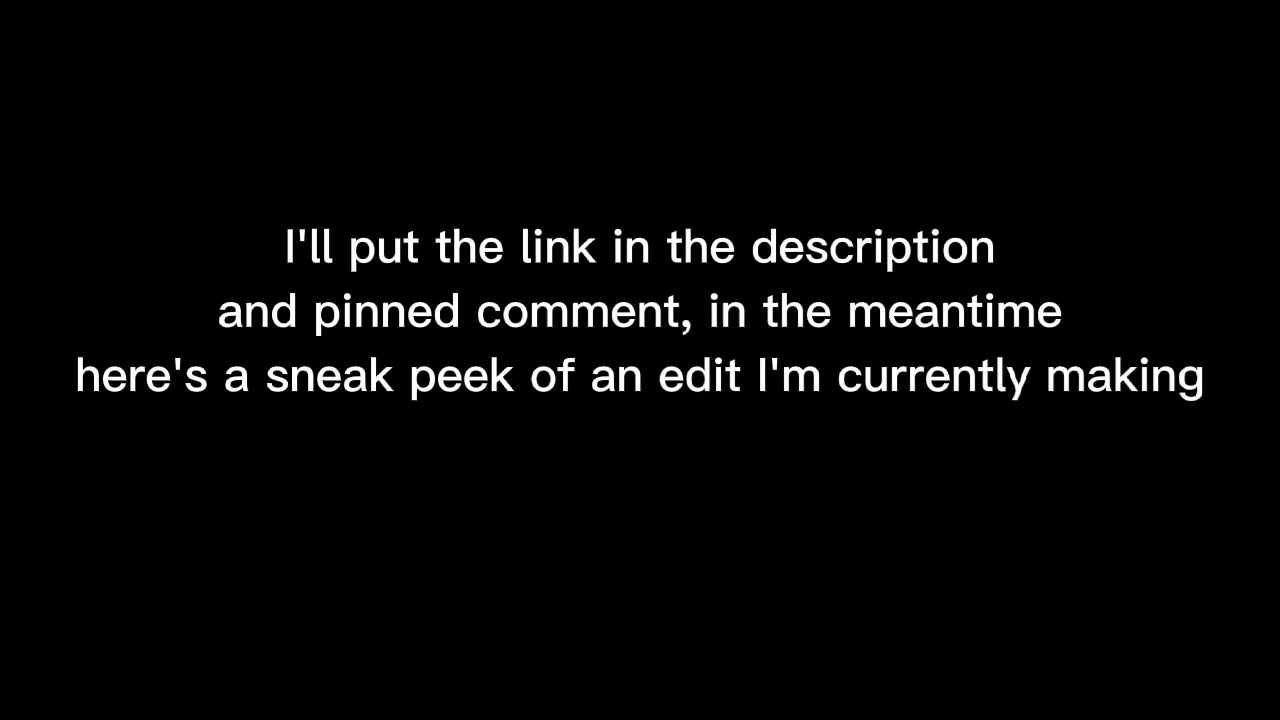 I'll put the link in the description
and pinned comment, in the meantime
here's a sneak peek of an edit I'm currently making